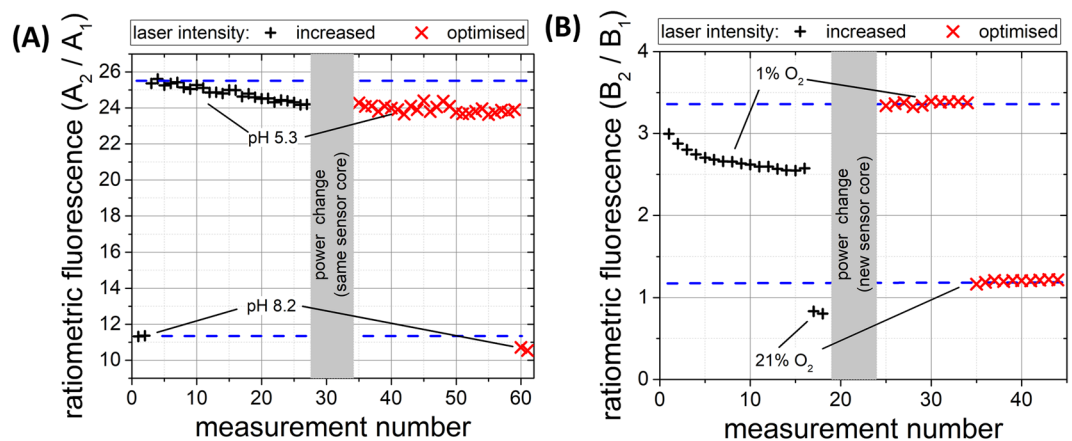 (A)
laser intensity: + increased × optimised
ratiometric fluorescence (A2 / A1)
26
24
22
20
18
16
14
12
10
pH 5.3
pH 8.2
power change
(same sensor core)
0 10 20 30 40 50 60
measurement number
(B)
laser intensity: + increased × optimised
ratiometric fluorescence (B2 / B1)
4
3
2
1
0
1% O2
21% O2
power change
(new sensor core)
0 10 20 30 40
measurement number